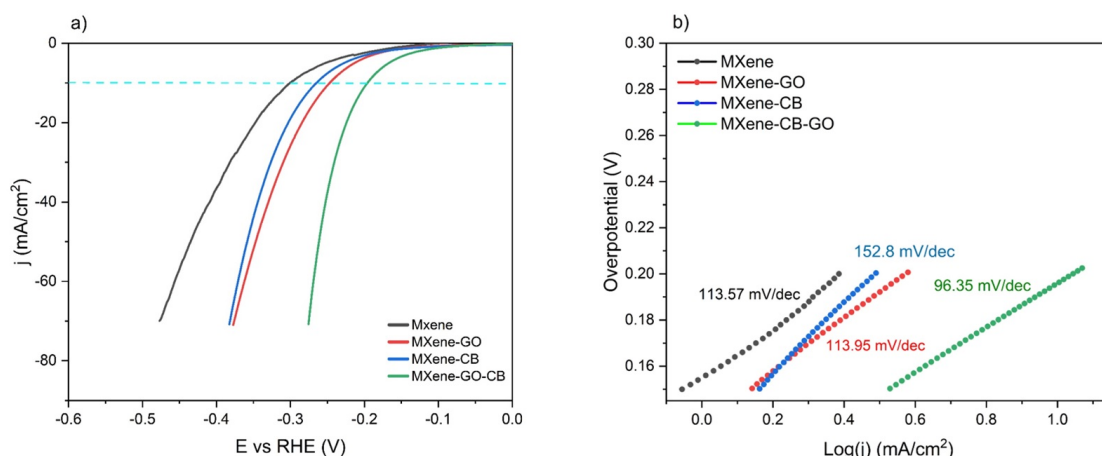 a)
0
-20
-40
-60
-80
j (mA/cm²)
-0.6
-0.5
-0.4
-0.3
-0.2
-0.1
0.0
E vs RHE (V)
Mxene
MXene-GO
MXene-CB
MXene-GO-CB
b)
0.30
0.28
0.26
0.24
0.22
0.20
0.18
0.16
Overpotential (V)
MXene
MXene-GO
MXene-CB
MXene-CB-GO
152.8 mV/dec
113.57 mV/dec
96.35 mV/dec
113.95 mV/dec
0.0
0.2
0.4
0.6
0.8
1.0
Log(j) (mA/cm²)